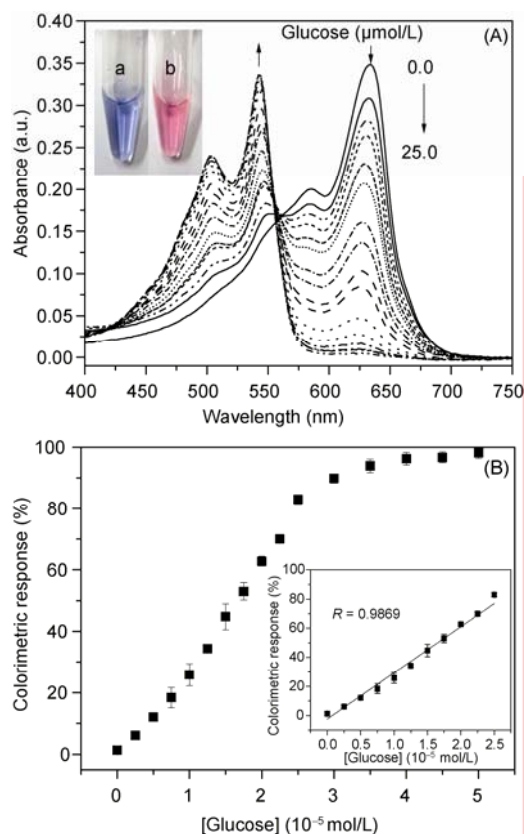 (A)
Glucose (μmol/L)
0.0
25.0
a b
0.40
0.35
0.30
0.25
0.20
0.15
0.10
0.05
0.00
Absorbance (a.u.)
400 450 500 550 600 650 700 750
Wavelength (nm)
(B)
100
80
60
40
20
0
Colorimetric response (%)
R = 0.9869
100
80
60
40
20
0
Colorimetric response (%)
0.0 0.5 1.0 1.5 2.0 2.5
[Glucose] (10⁻⁵ mol/L)
0 1 2 3 4 5
[Glucose] (10⁻⁵ mol/L)